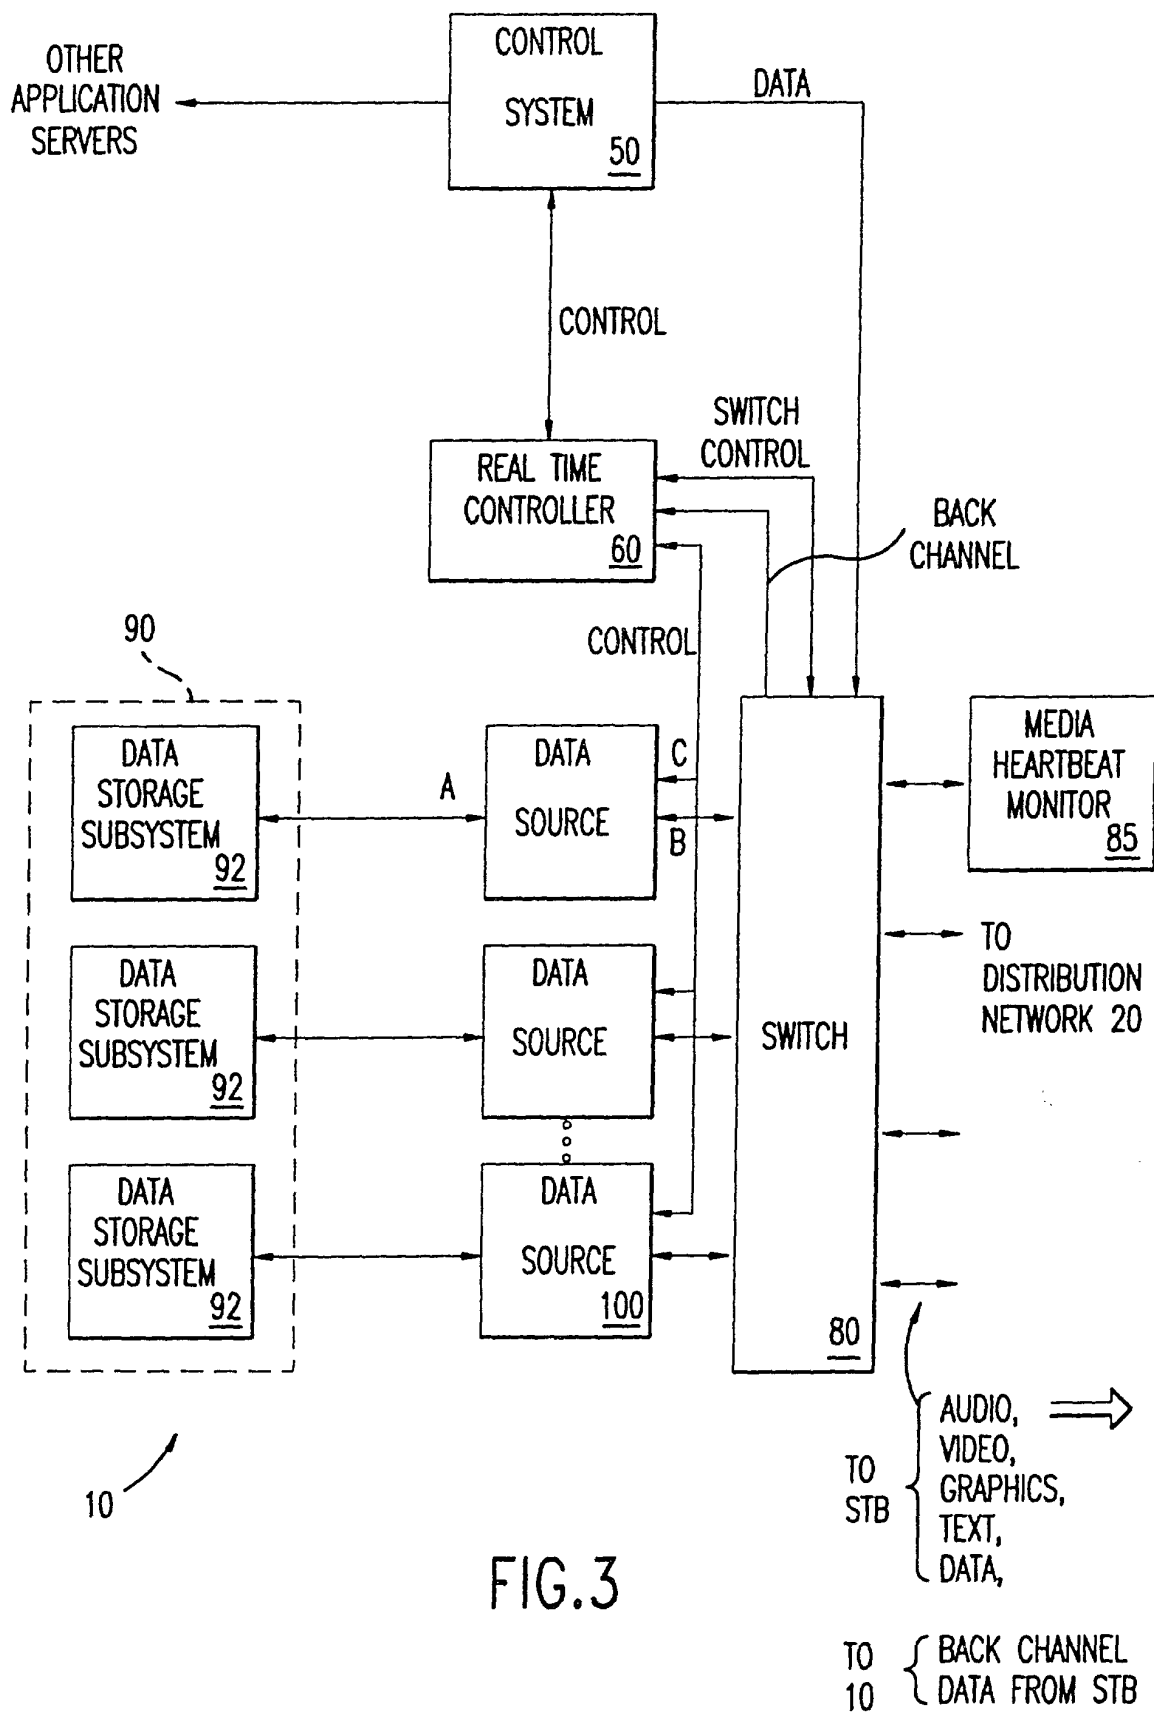 OTHER
APPLICATION
SERVERS
CONTROL
SYSTEM
50
DATA
CONTROL
SWITCH
CONTROL
REAL TIME
CONTROLLER
60
BACK
CHANNEL
CONTROL
90
DATA
STORAGE
SUBSYSTEM
92
A
DATA
SOURCE
C
B
MEDIA
HEARTBEAT
MONITOR
85
DATA
STORAGE
SUBSYSTEM
92
DATA
SOURCE
SWITCH
80
TO
DISTRIBUTION
NETWORK 20
DATA
STORAGE
SUBSYSTEM
92
DATA
SOURCE
100
10
TO
STB
AUDIO,
VIDEO,
GRAPHICS,
TEXT,
DATA,
FIG.3
TO
10
BACK CHANNEL
DATA FROM STB